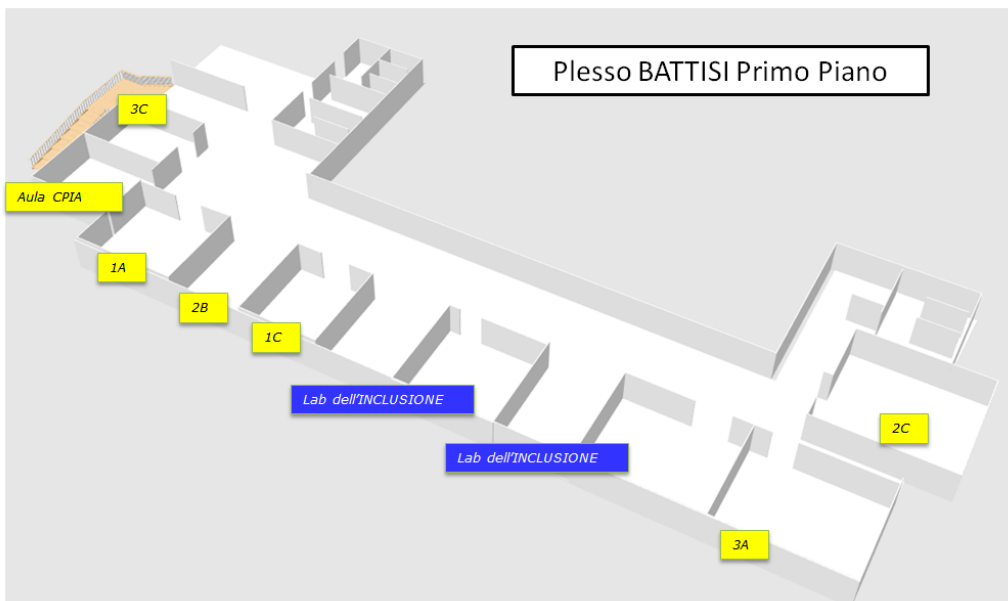 Plesso BATTISI Primo Piano
3C
Aula CPIA
1A
2B
1C
Lab dell'INCLUSIONE
2C
Lab dell'INCLUSIONE
3A